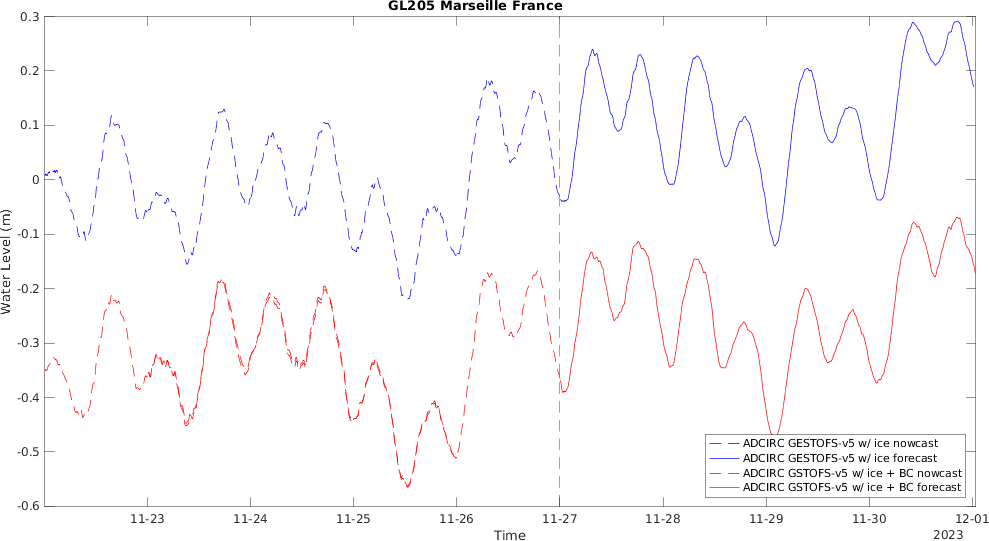 GL205 Marseille France
0.3
0.2
0.1
0
-0.1
-0.2
-0.3
-0.4
-0.5
-0.6
Water Level (m)
ADCIRC GESTOFS-v5 w/ ice nowcast
ADCIRC GESTOFS-v5 w/ ice forecast
ADCIRC GSTOFS-v5 w/ ice + BC nowcast
ADCIRC GSTOFS-v5 w/ ice + BC forecast
11-23 11-24 11-25 11-26 11-27 11-28 11-29 11-30 12-01
Time
2023